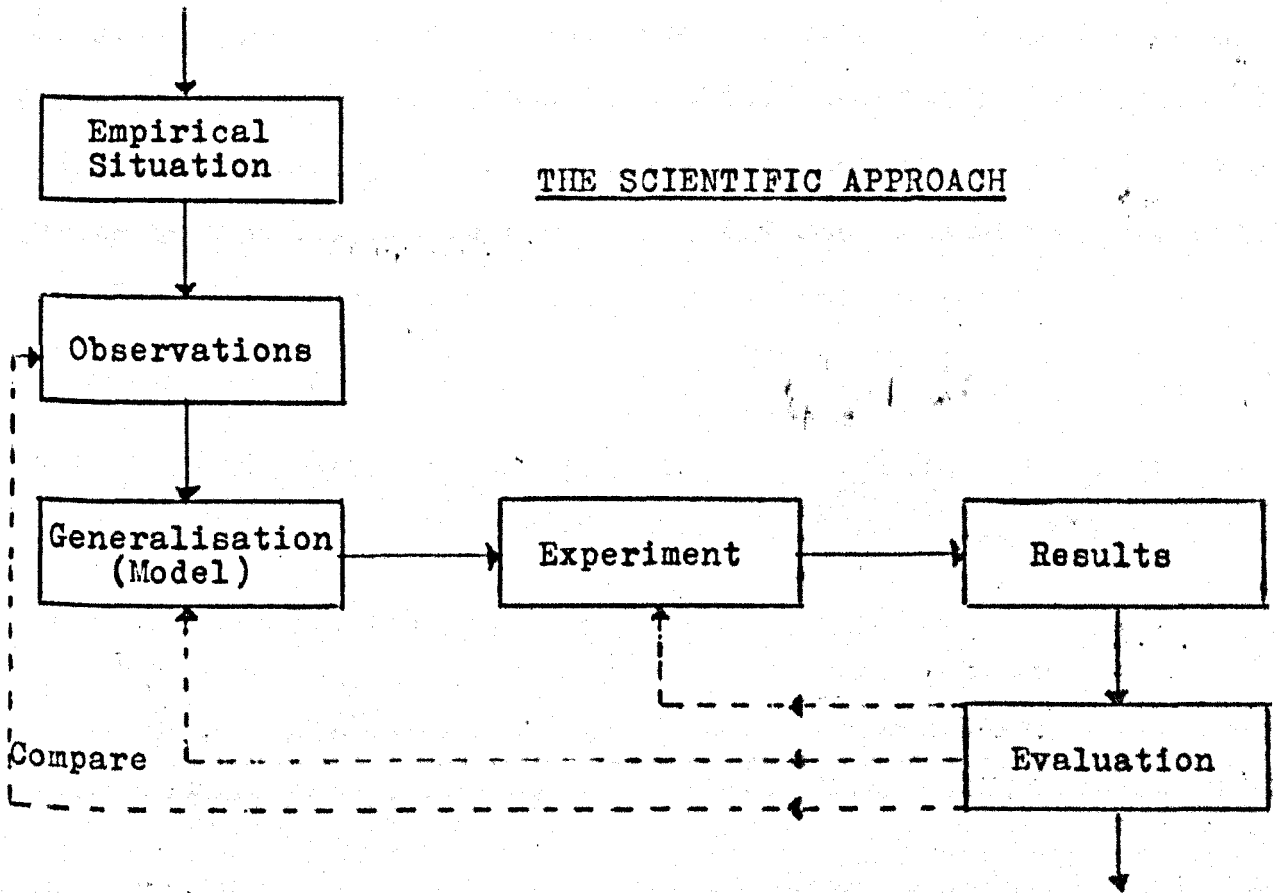 Empirical
Situation
THE SCIENTIFIC APPROACH
Observations
Generalisation
(Model)
Experiment
Results
Compare
Evaluation